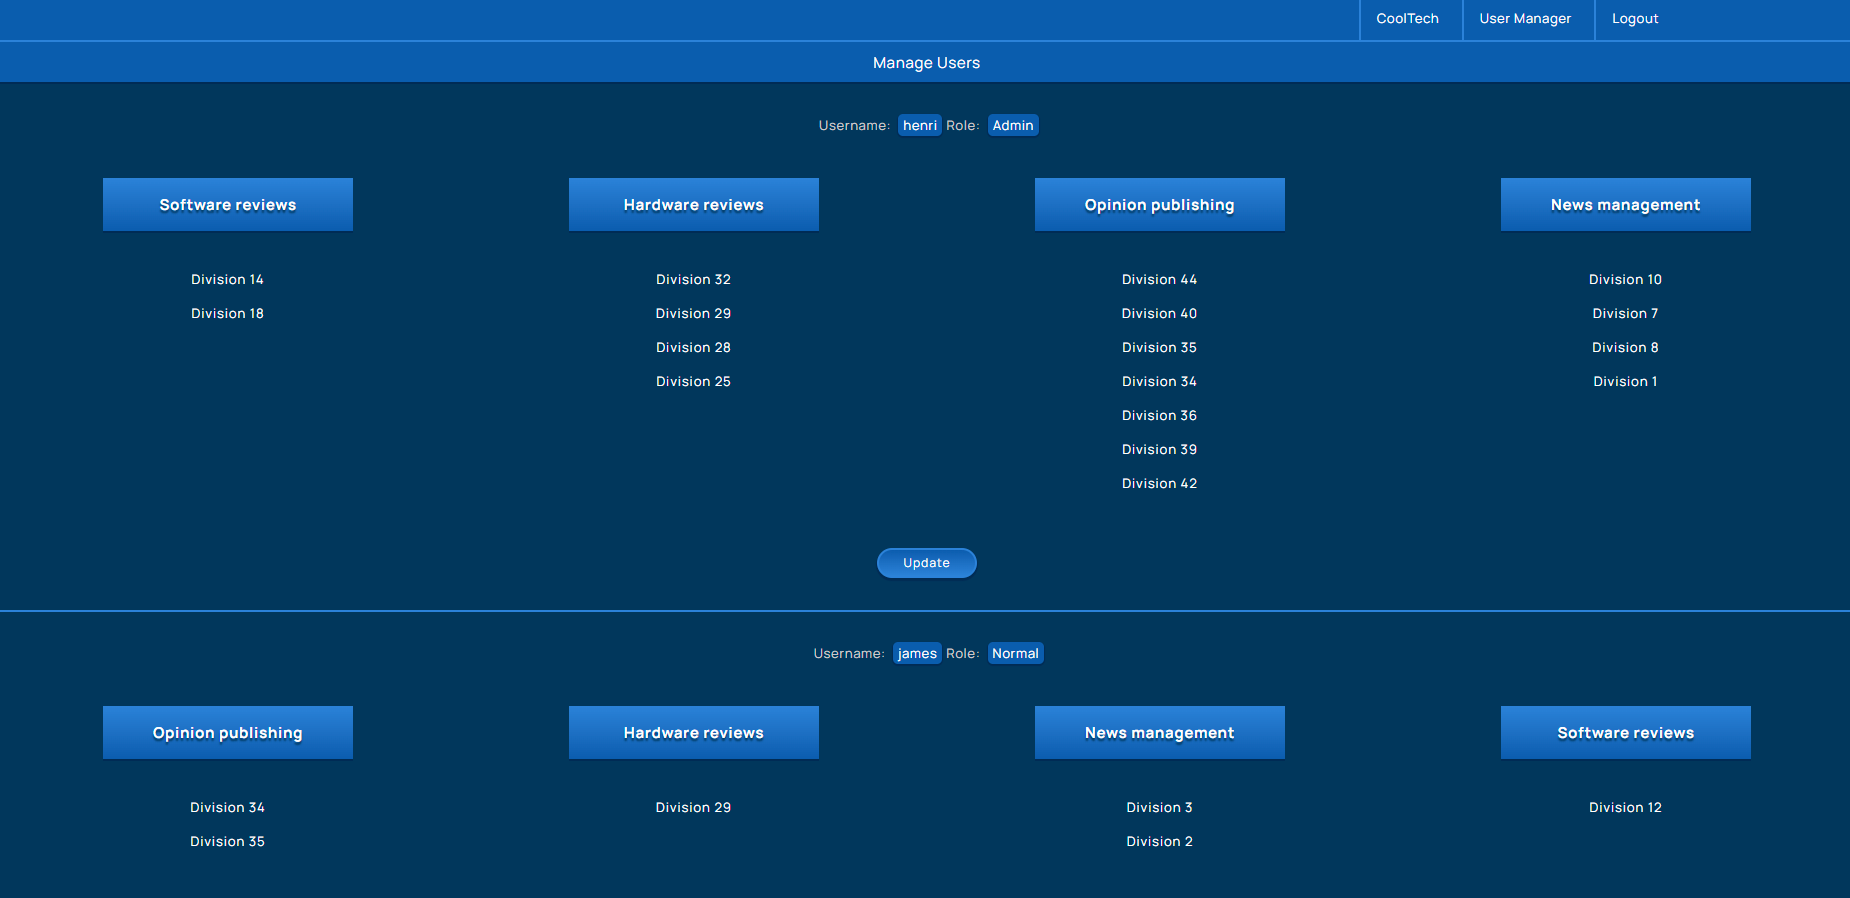 CoolTech User Manager Logout
Manage Users
Username: henri Role: Admin
Software reviews Hardware reviews Opinion publishing News management
Division 14 Division 32 Division 44 Division 10
Division 18 Division 29 Division 40 Division 7
Division 28 Division 35 Division 8
Division 25 Division 34 Division 1
Division 36
Division 39
Division 42
Update
Username: james Role: Normal
Opinion publishing Hardware reviews News management Software reviews
Division 34 Division 29 Division 3 Division 12
Division 35 Division 2